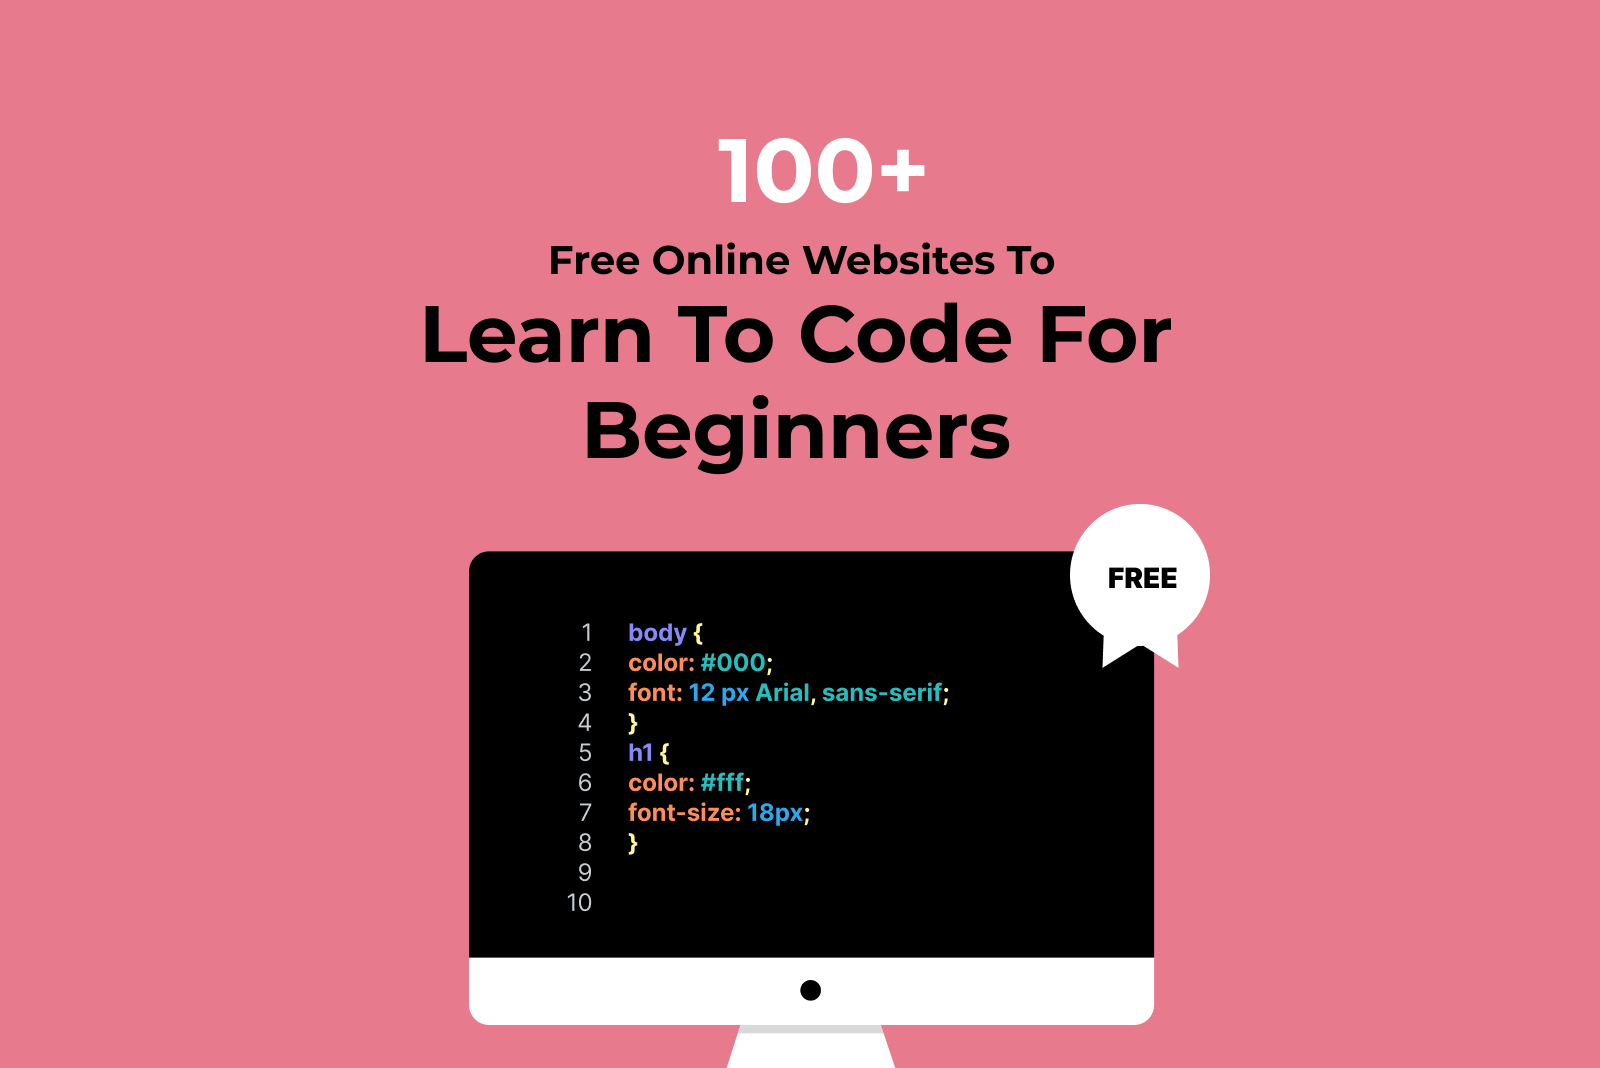 100+
Free Online Websites To
Learn To Code For
Beginners
FREE
1 body {
2 color: #000;
3 font: 12 px Arial, sans-serif;
4 }
5 h1 {
6 color: #fff;
7 font-size: 18px;
8 }
9
10